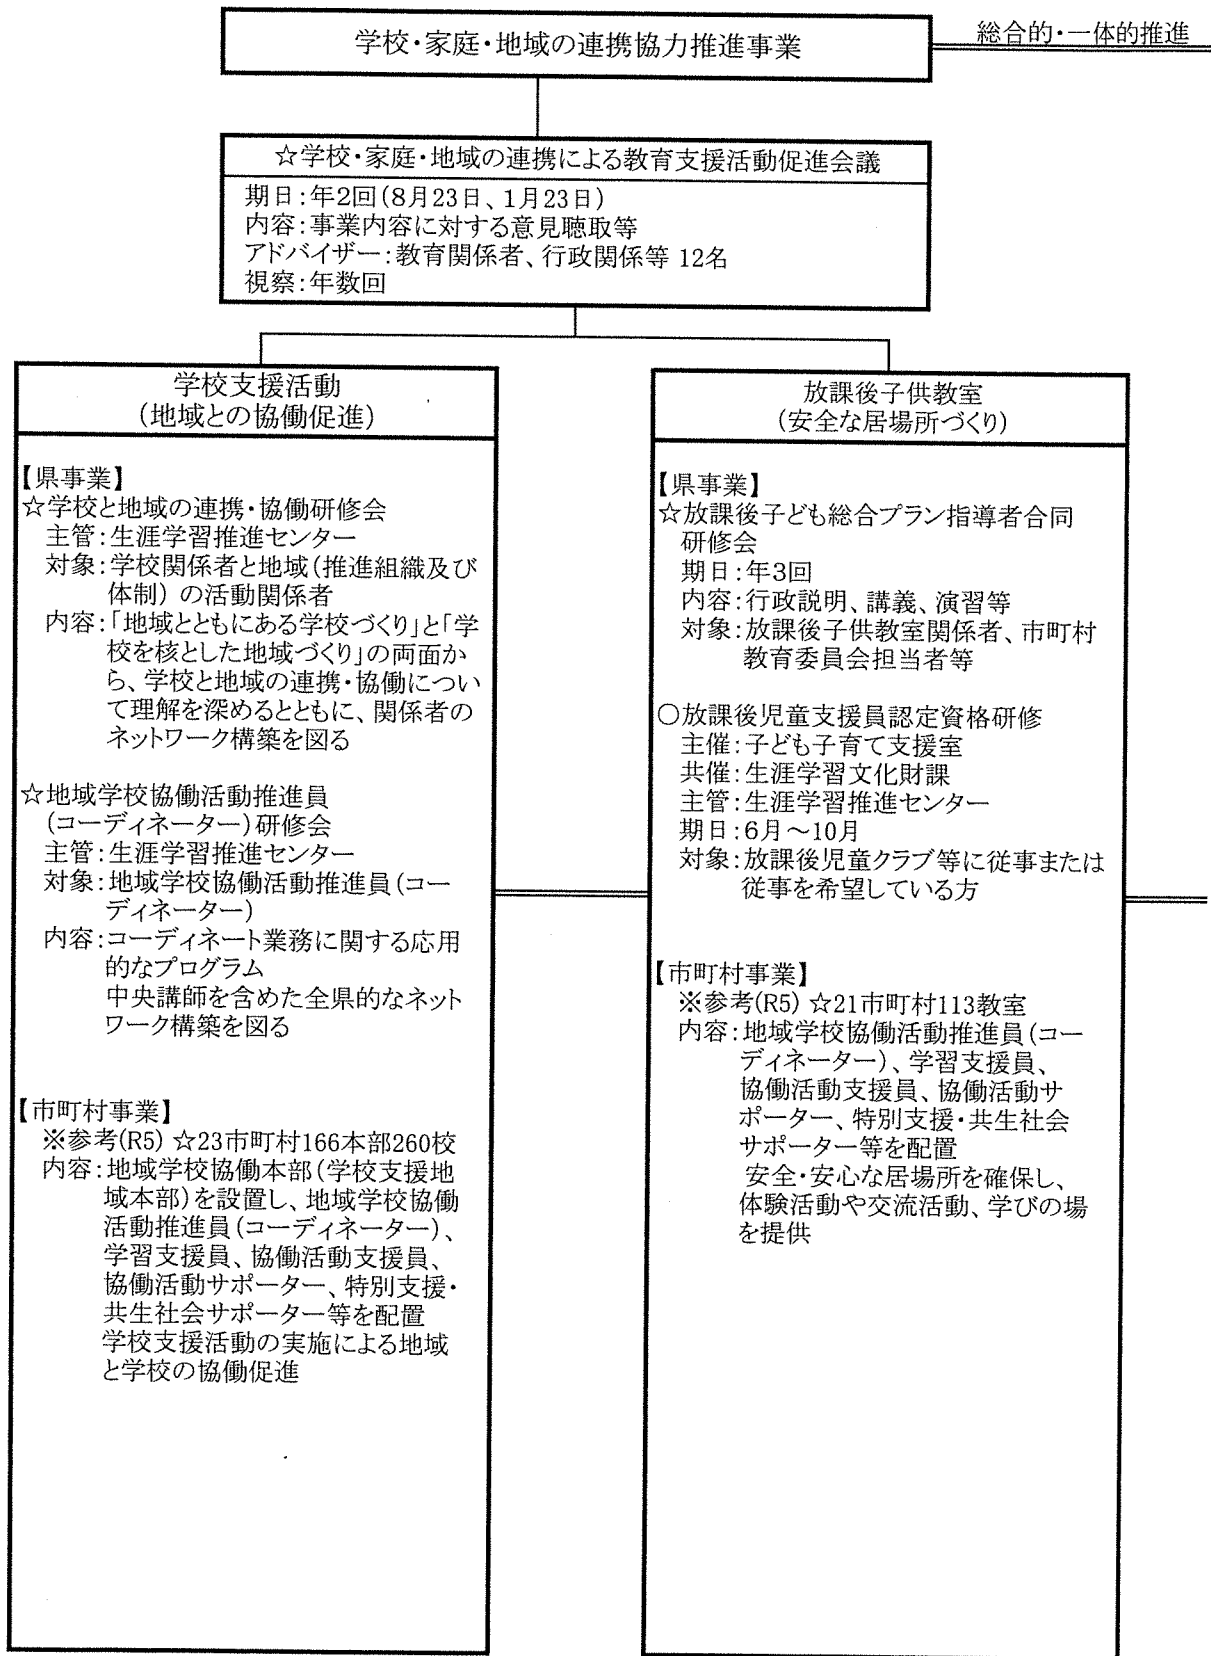 学校・家庭・地域の連携協力推進事業
総合的・一体的推進
☆学校・家庭・地域の連携による教育支援活動促進会議
期日:年2回(8月23日、1月23日)
内容:事業内容に対する意見聴取等
アドバイザー:教育関係者、行政関係等 12名
視察:年数回
学校支援活動
(地域との協働促進)
【県事業】
☆学校と地域の連携・協働研修会
主管:生涯学習推進センター
対象:学校関係者と地域(推進組織及び
体制)の活動関係者
内容:「地域とともにある学校づくり」と「学
校を核とした地域づくり」の両面か
ら、学校と地域の連携・協働につい
て理解を深めるとともに、関係者の
ネットワーク構築を図る
☆地域学校協働活動推進員
(コーディネーター)研修会
主管:生涯学習推進センター
対象:地域学校協働活動推進員(コー
ディネーター)
内容:コーディネート業務に関する応用
的なプログラム
中央講師を含めた全県的なネット
ワーク構築を図る
【市町村事業】
※参考(R5) ☆23市町村166本部260校
内容:地域学校協働本部(学校支援地
域本部)を設置し、地域学校協働
活動推進員(コーディネーター)、
学習支援員、協働活動支援員、
協働活動サポーター、特別支援・
共生社会サポーター等を配置
学校支援活動の実施による地域
と学校の協働促進
放課後子供教室
(安全な居場所づくり)
【県事業】
☆放課後子ども総合プラン指導者合同
研修会
期日:年3回
内容:行政説明、講義、演習等
対象:放課後子供教室関係者、市町村
教育委員会担当者等
○放課後児童支援員認定資格研修
主催:子ども子育て支援室
共催:生涯学習文化財課
主管:生涯学習推進センター
期日:6月~10月
対象:放課後児童クラブ等に従事または
従事を希望している方
【市町村事業】
※参考(R5) ☆21市町村113教室
内容:地域学校協働活動推進員(コー
ディネーター)、学習支援員、
協働活動支援員、協働活動サ
ポーター、特別支援・共生社会
サポーター等を配置
安全・安心な居場所を確保し、
体験活動や交流活動、学びの場
を提供